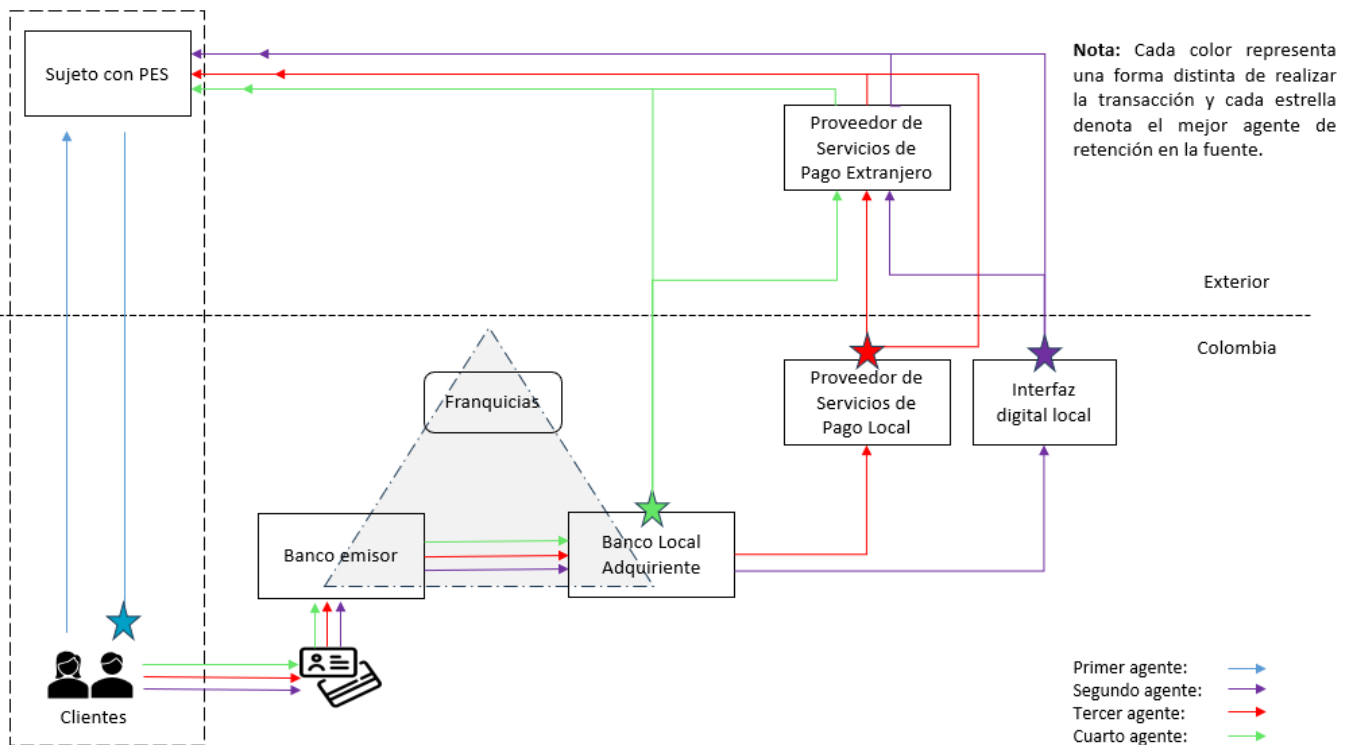 Sujeto con PES
Nota: Cada color representa
una forma distinta de realizar
la transacción y cada estrella
denota el mejor agente de
retención en la fuente.
Proveedor de
Servicios de
Pago Extranjero
Exterior
Colombia
Franquicias
Proveedor de
Servicios de
Pago Local
Interfaz
digital local
Banco emisor
Banco Local
Adquiriente
Clientes
Primer agente:
Segundo agente:
Tercer agente:
Cuarto agente: